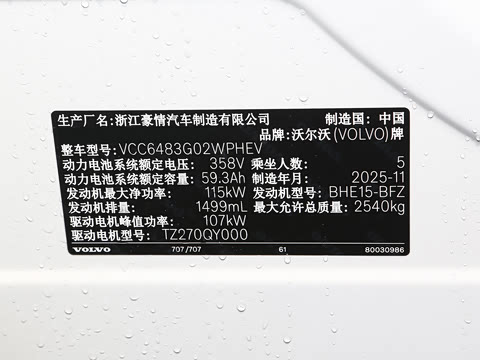 生产厂名:浙江豪情汽车制造有限公司 制造国: 中国
品牌:沃尔沃(VOLVO)牌
整车型号:VCC6483G02WPHEV
动力电池系统额定电压: 358V 乘坐人数: 5
动力电池系统额定容量: 59.3Ah 制造年月: 2025-11
发动机最大净功率: 115kW 发动机型号: BHE15-BFZ
发动机排量: 1499mL 最大允许总质量: 2540kg
驱动电机峰值功率: 107kW
驱动电机型号: TZ270QY000
VOLVO 707/707 61 80030986